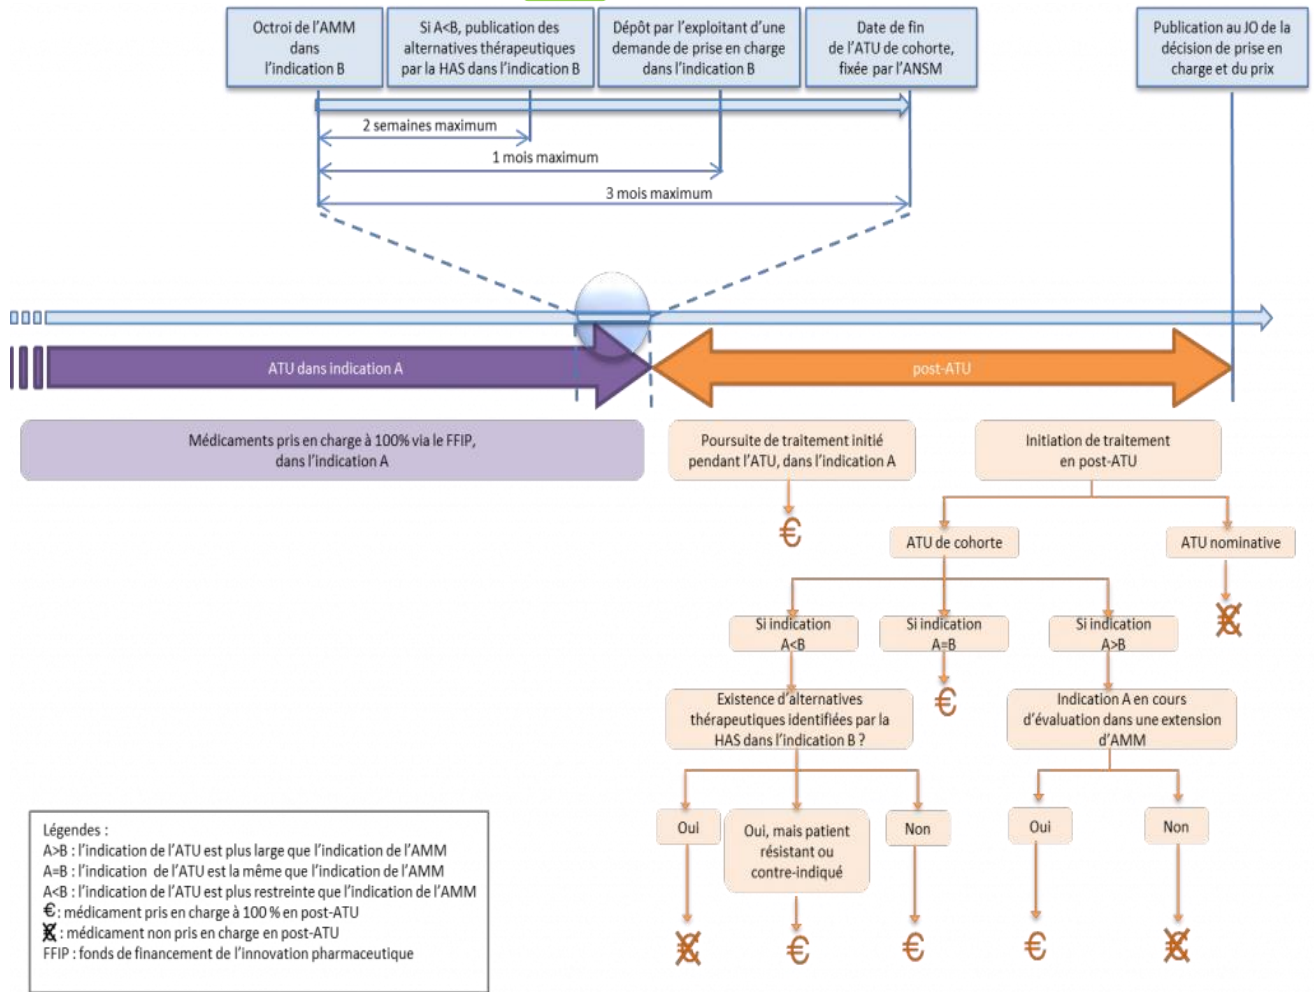 Octroi de l'AMM
dans
l'indication B
Si A<B, publication des
alternatives thérapeutiques
par la HAS dans l'indication B
Dépôt par l'exploitant d'une
demande de prise en charge
dans l'indication B
Date de fin
de l'ATU de cohorte,
fixée par l'ANSM
Publication au JO de la
décision de prise en
charge et du prix
2 semaines maximum
1 mois maximum
3 mois maximum
ATU dans indication A
post-ATU
Médicaments pris en charge à 100% via le FFIP,
dans l'indication A
Poursuite de traitement initié
pendant l'ATU, dans l'indication A
Initiation de traitement
en post-ATU
€
ATU de cohorte
ATU nominative
Si indication
A<B
Si indication
A=B
Si indication
A>B
€
€
Existence d'alternatives
thérapeutiques identifiées par la
HAS dans l'indication B ?
Indication A en cours
d'évaluation dans une extension
d'AMM
Oui
Oui, mais patient
résistant ou
contre-indiqué
Non
Oui
Non
€
€
€
€
€
Légendes :
A>B : l'indication de l'ATU est plus large que l'indication de l'AMM
A=B : l'indication de l'ATU est la même que l'indication de l'AMM
A<B : l'indication de l'ATU est plus restreinte que l'indication de l'AMM
€ : médicament pris en charge à 100 % en post-ATU
€ : médicament non pris en charge en post-ATU
FFIP : fonds de financement de l'innovation pharmaceutique